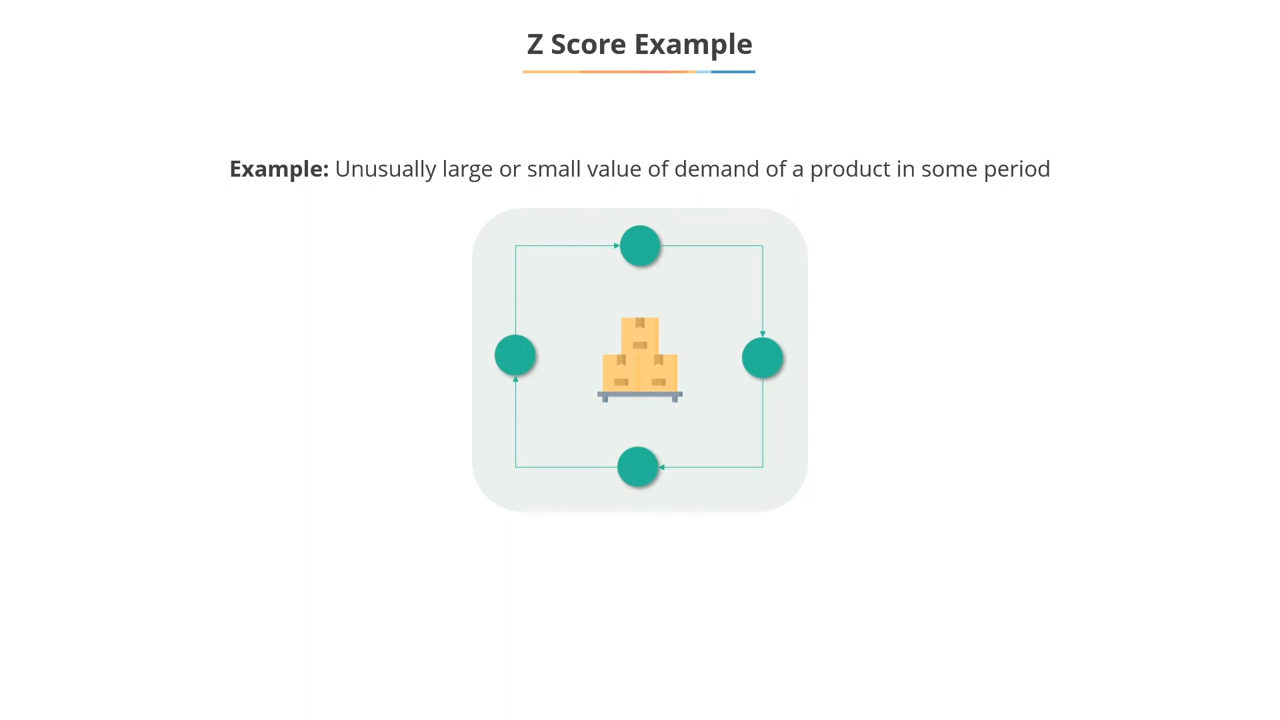 Z Score Example
Example: Unusually large or small value of demand of a product in some period